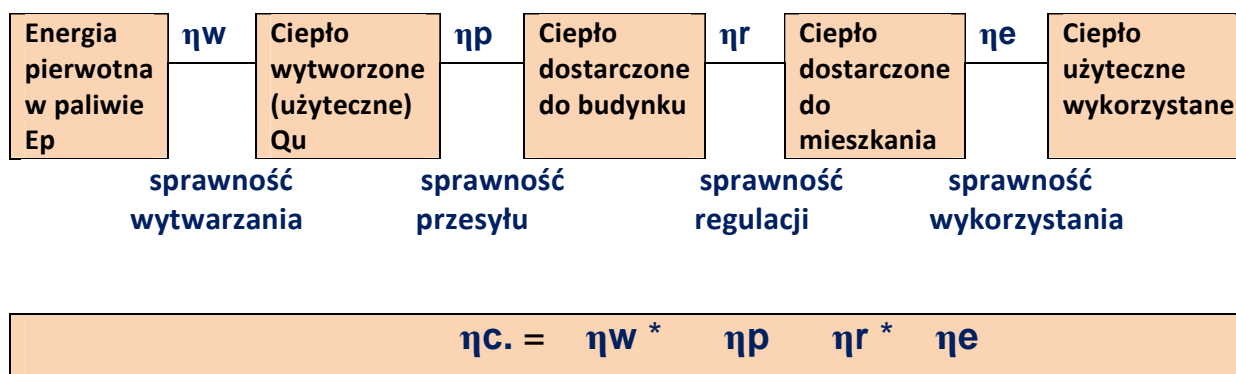 Energia
pierwotna
w paliwie
Ep
ηw
Ciepło
wytworzone
(użyteczne)
Qu
ηp
Ciepło
dostarczone
do budynku
ηr
Ciepło
dostarczone
do
mieszkania
ηe
Ciepło
użyteczne
wykorzystane
sprawność
wytwarzania
sprawność
przesyłu
sprawność
regulacji
sprawność
wykorzystania
ηc. = ηw * ηp ηr * ηe